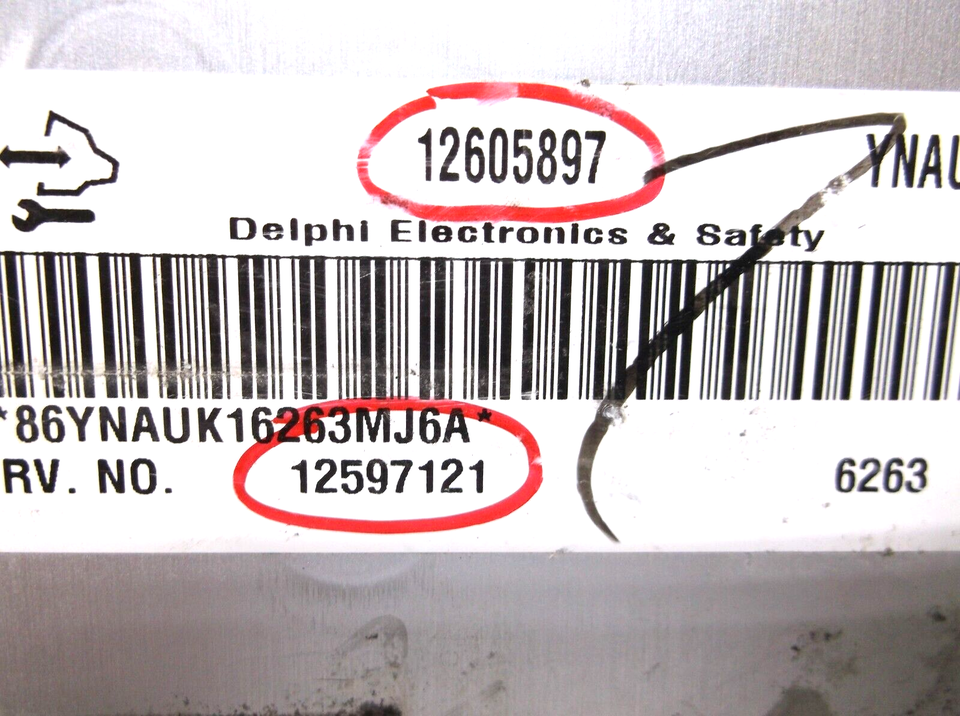 12605897 YNAU
Delphi Electronics & Safety
*86YNAUK16263MJ6A*
RV. NO. 12597121 6263